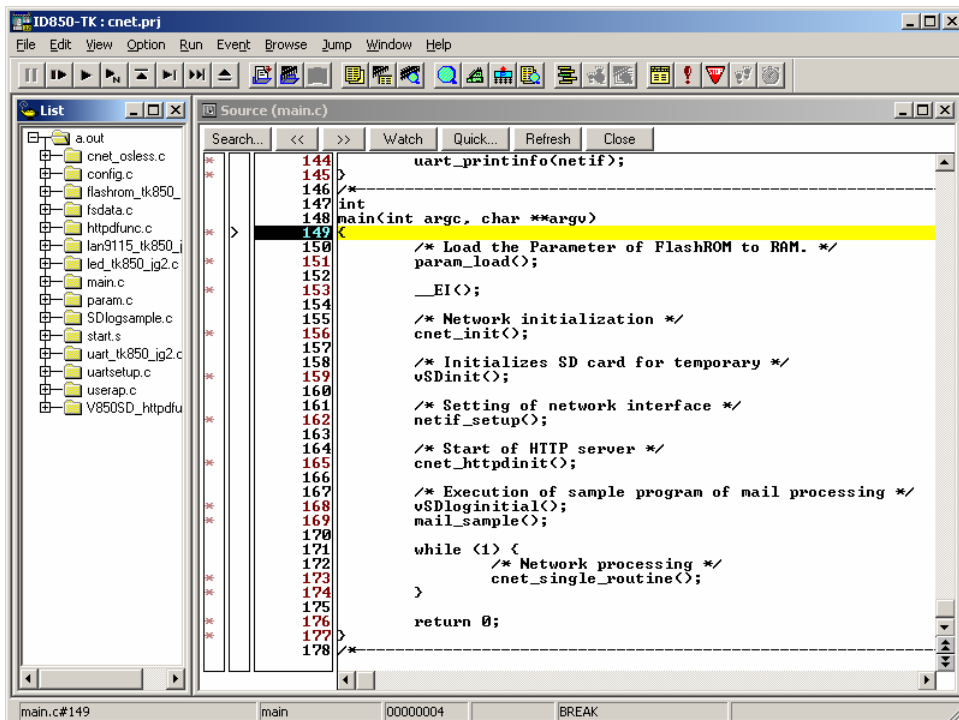 ID850-TK : cnet.prj
File Edit View Option Run Event Browse Jump Window Help
List
a.out
cnet_osless.c
config.c
flashrom_tk850_
fsdata.c
httpdfunc.c
lan9115_tk850_j
led_tk850_jg2.c
main.c
param.c
SDlogsample.c
start.s
uart_tk850_jg2.c
uartsetup.c
userap.c
V850SD_httpdfu
Source (main.c)
Search... << >> Watch Quick... Refresh Close
* 144 uart_printinfo(netif);
* 145 }
146 /*-----------------------------------------------------------------
147 int
148 main(int argc, char **argv)
* > 149 {
150 /* Load the Parameter of FlashROM to RAM. */
* 151 param_load();
152
* 153 __EI();
154
155 /* Network initialization */
* 156 cnet_init();
157
158 /* Initializes SD card for temporary */
* 159 vSDinit();
160
161 /* Setting of network interface */
* 162 netif_setup();
163
164 /* Start of HTTP server */
* 165 cnet_httpdinit();
166
167 /* Execution of sample program of mail processing */
* 168 vSDloginitial();
* 169 mail_sample();
170
171 while (1) {
172 /* Network processing */
* 173 cnet_single_routine();
* 174 }
175
* 176 return 0;
* 177 }
178 /*-----------------------------------------------------------------
main.c#149 main 00000004 BREAK